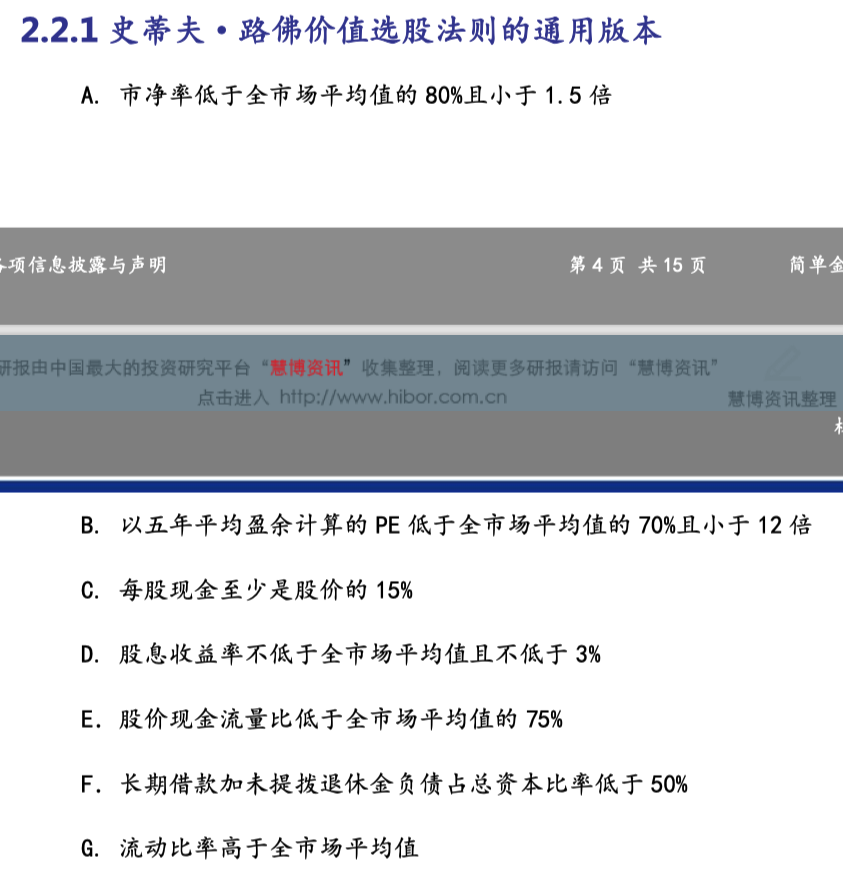 2.2.1 史蒂夫·路佛价值选股法则的通用版本
A. 市净率低于全市场平均值的 80%且小于 1.5 倍
各项信息披露与声明
第 4 页 共 15 页
简单金
研报由中国最大的投资研究平台“慧博资讯”收集整理，阅读更多研报请访问“慧博资讯”
点击进入 http://www.hibor.com.cn
慧博资讯整理
B. 以五年平均盈余计算的 PE 低于全市场平均值的 70%且小于 12 倍
C. 每股现金至少是股价的 15%
D. 股息收益率不低于全市场平均值且不低于 3%
E. 股价现金流量比低于全市场平均值的 75%
F. 长期借款加未提拨退休金负债占总资本比率低于 50%
G. 流动比率高于全市场平均值